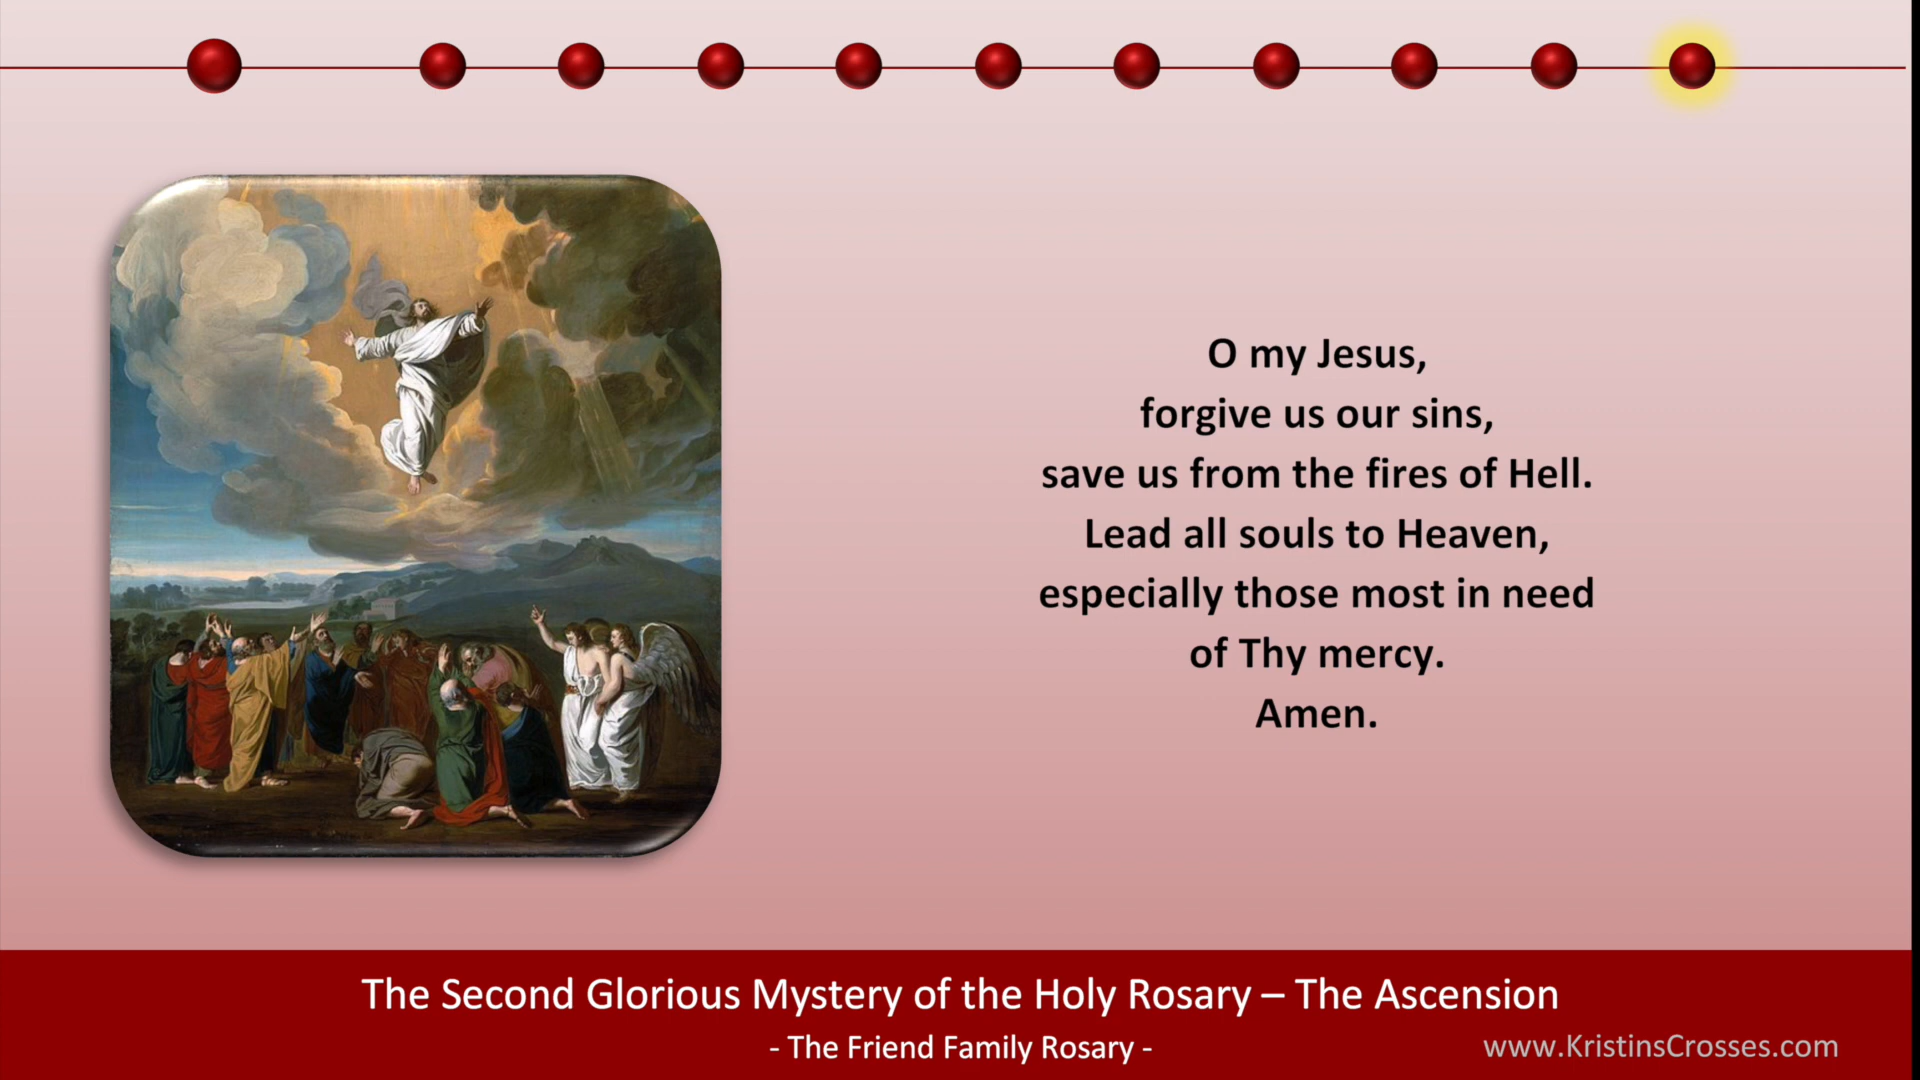 O my Jesus,
forgive us our sins,
save us from the fires of Hell.
Lead all souls to Heaven,
especially those most in need
of Thy mercy.
Amen.
The Second Glorious Mystery of the Holy Rosary – The Ascension
- The Friend Family Rosary -
www.KristinsCrosses.com